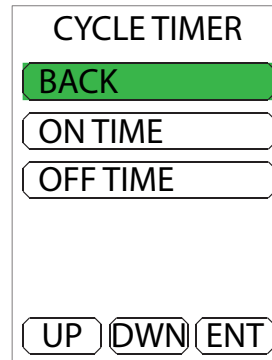 CYCLE TIMER
BACK
ON TIME
OFF TIME
UP DWN ENT